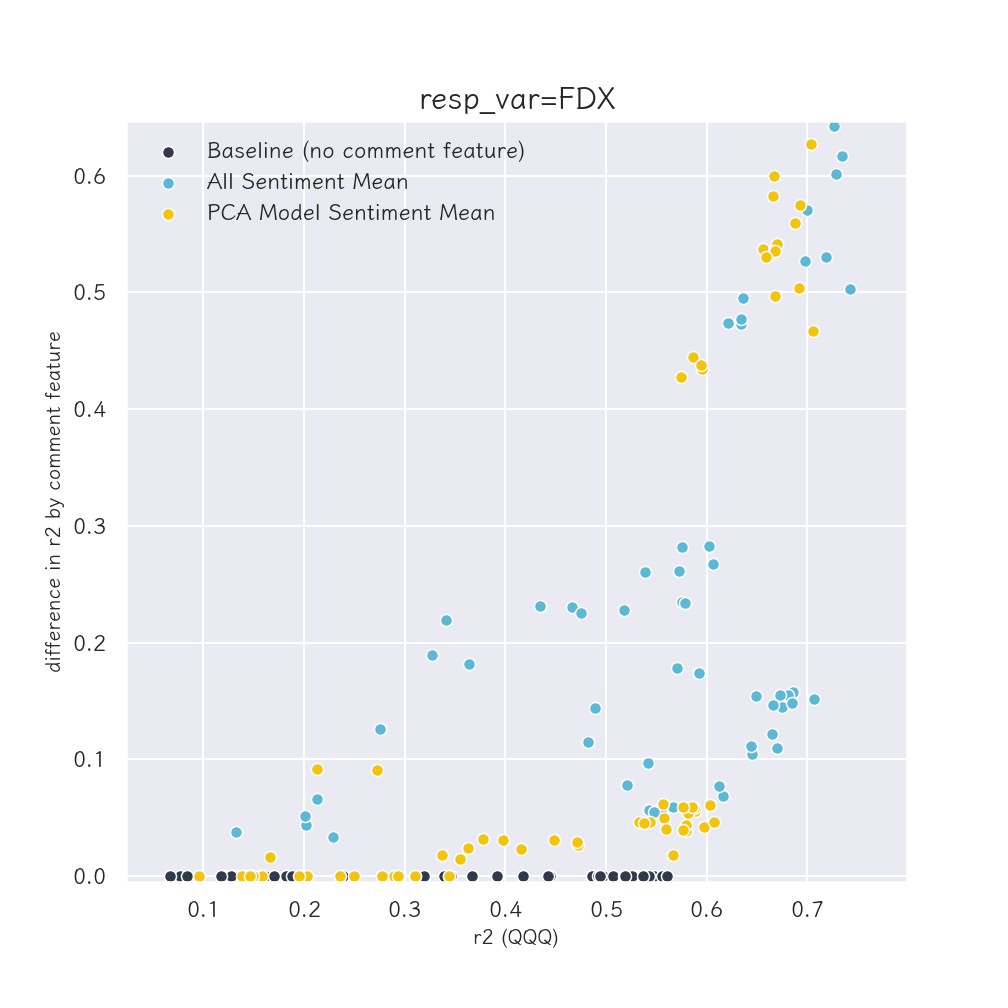 resp_var=FDX
Baseline (no comment feature)
All Sentiment Mean
PCA Model Sentiment Mean
difference in r2 by comment feature
0.6
0.5
0.4
0.3
0.2
0.1
0.0
0.1 0.2 0.3 0.4 0.5 0.6 0.7
r2 (QQQ)